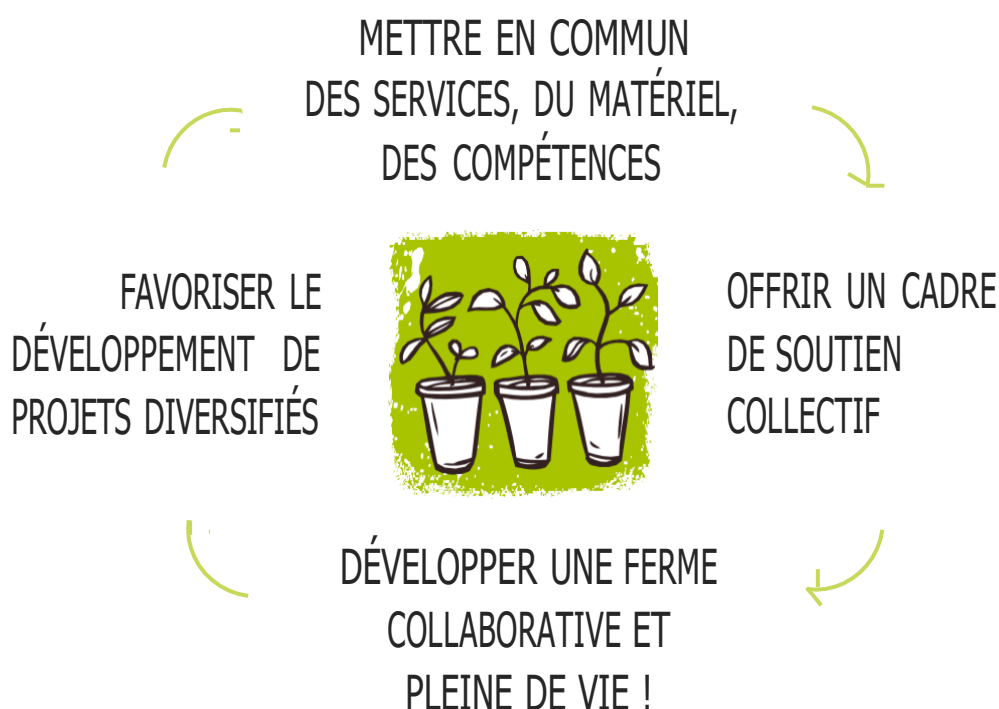 METTRE EN COMMUN
DES SERVICES, DU MATÉRIEL,
DES COMPÉTENCES
OFFRIR UN CADRE
DE SOUTIEN
COLLECTIF
DÉVELOPPER UNE FERME
COLLABORATIVE ET
PLEINE DE VIE !
FAVORISER LE
DÉVELOPPEMENT DE
PROJETS DIVERSIFIÉS